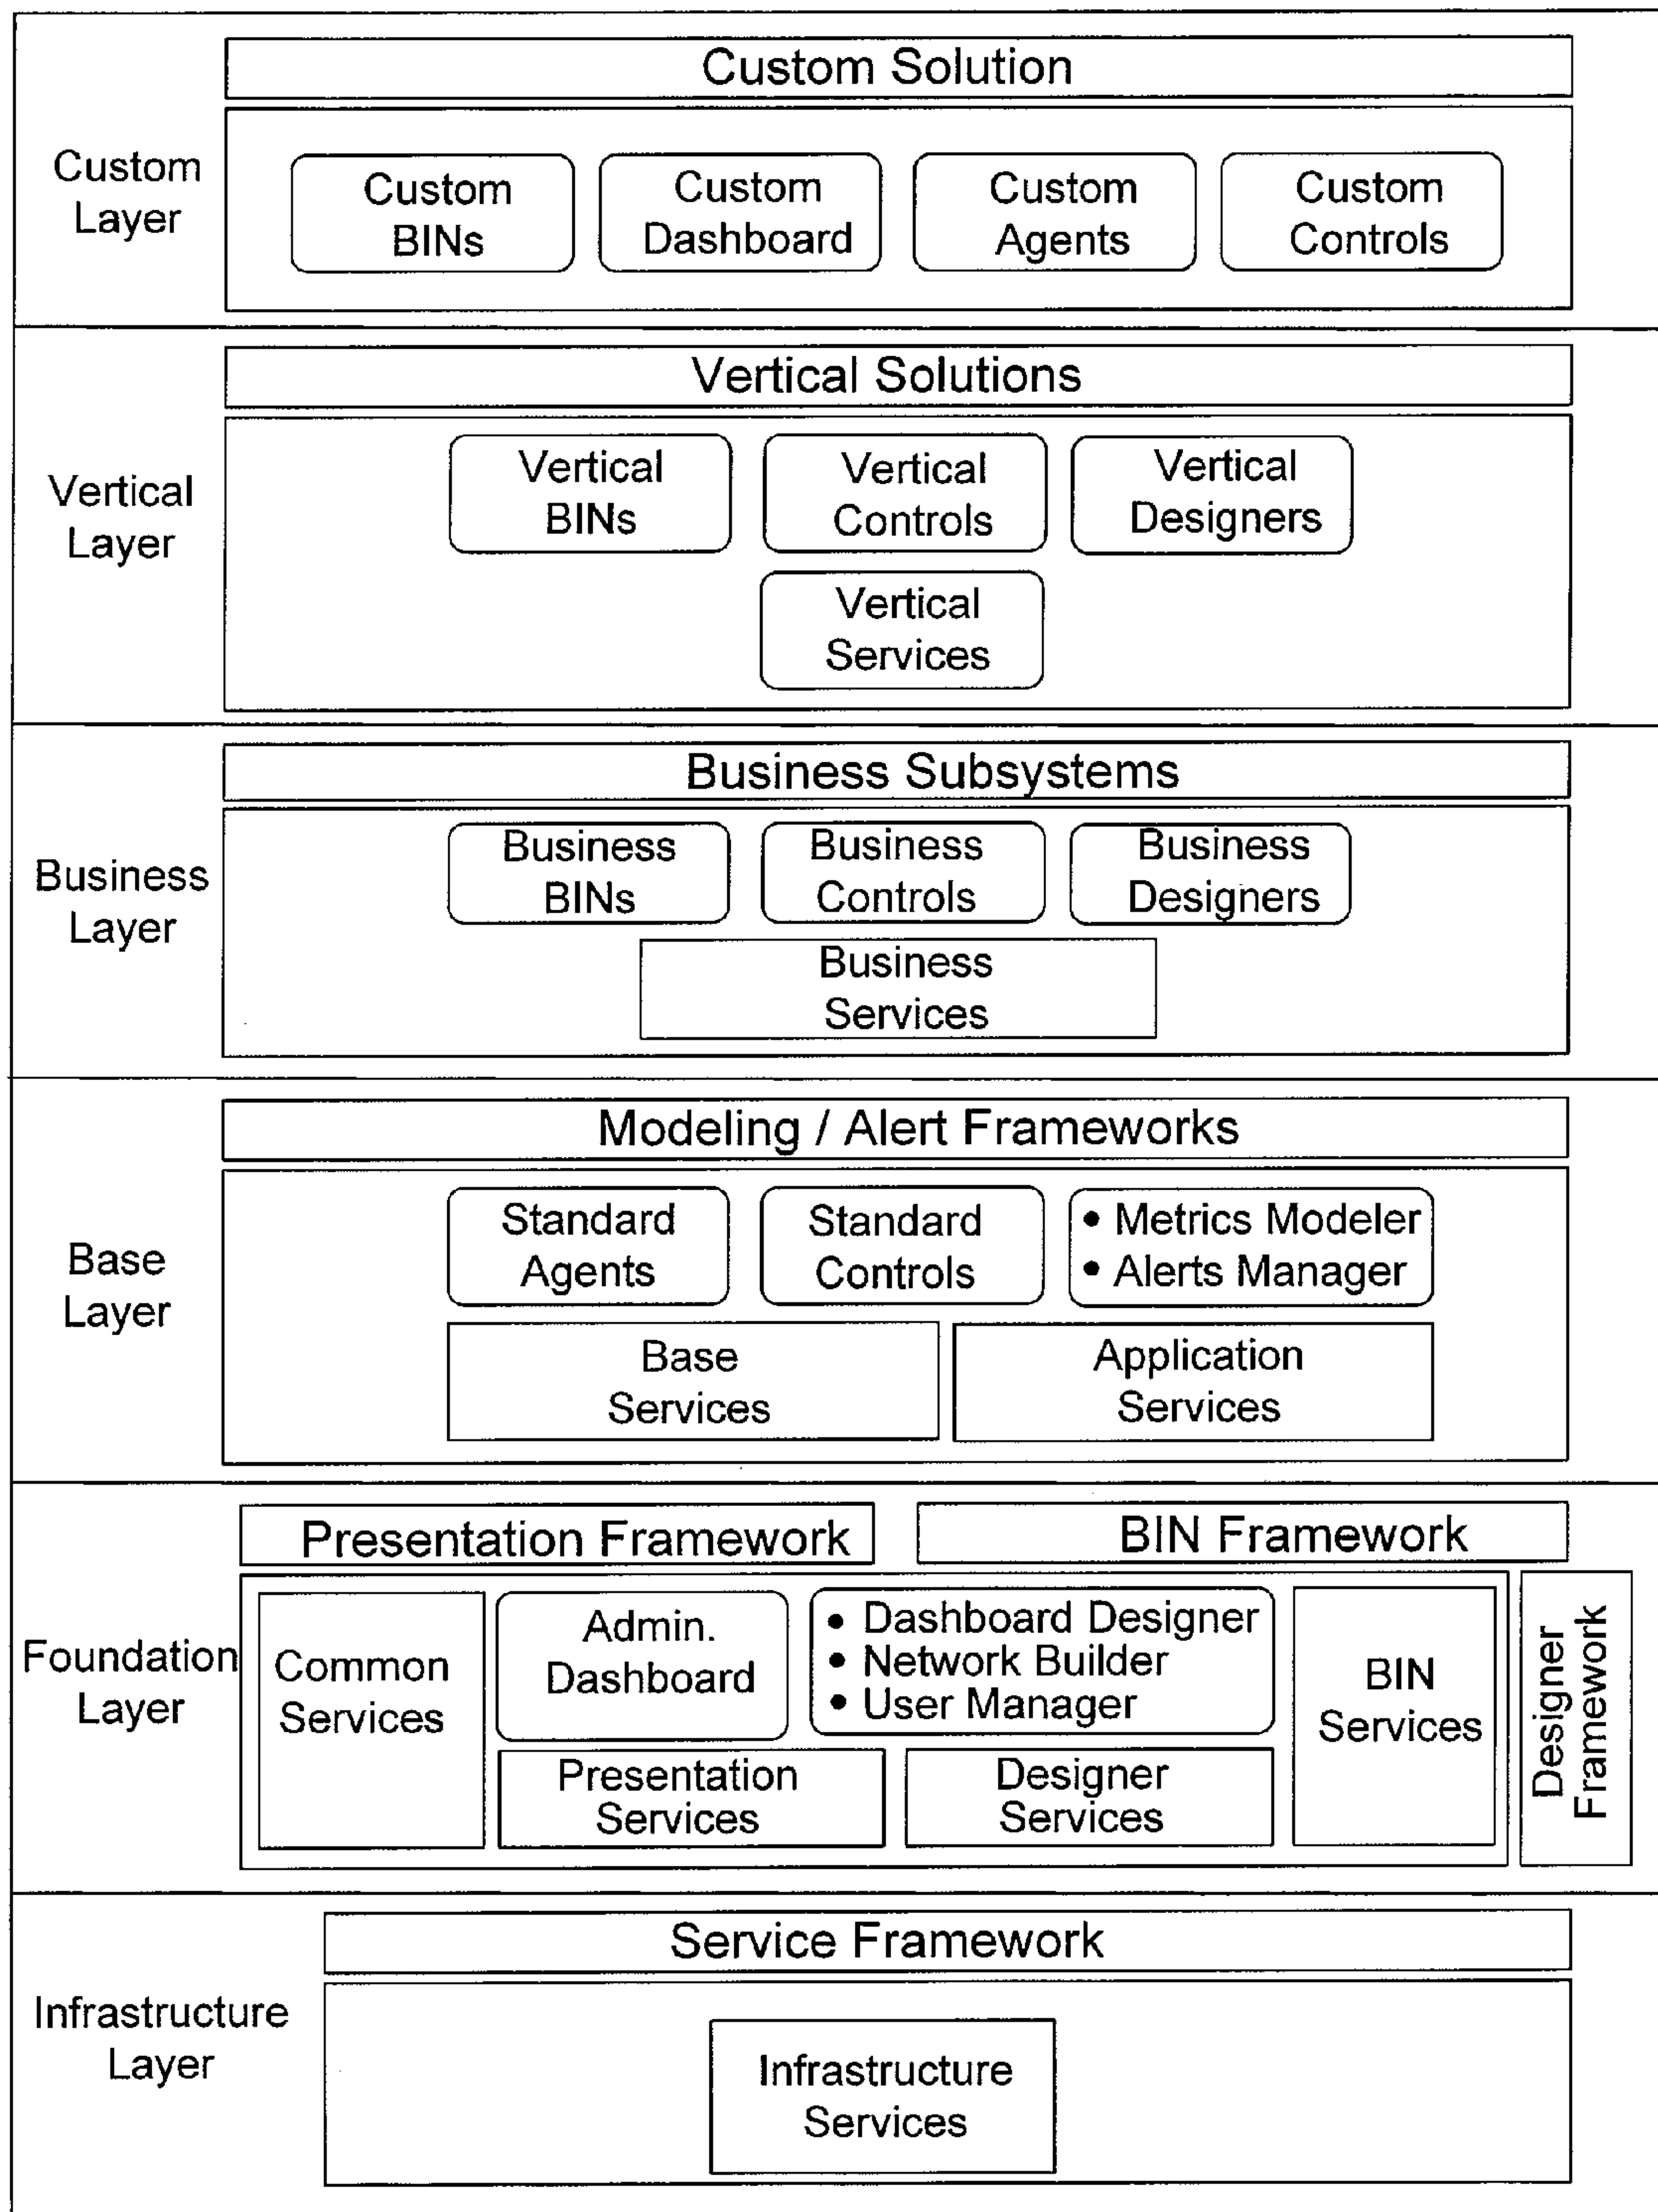 Custom Solution
Custom
Layer
Custom
BINs
Custom
Dashboard
Custom
Agents
Custom
Controls
Vertical Solutions
Vertical
Layer
Vertical
BINs
Vertical
Controls
Vertical
Designers
Vertical
Services
Business Subsystems
Business
Layer
Business
BINs
Business
Controls
Business
Designers
Business
Services
Modeling / Alert Frameworks
Base
Layer
Standard
Agents
Standard
Controls
• Metrics Modeler
• Alerts Manager
Base
Services
Application
Services
Presentation Framework
BIN Framework
Foundation
Layer
Common
Services
Admin.
Dashboard
• Dashboard Designer
• Network Builder
• User Manager
Presentation
Services
Designer
Services
BIN
Services
Designer
Framework
Service Framework
Infrastructure
Layer
Infrastructure
Services